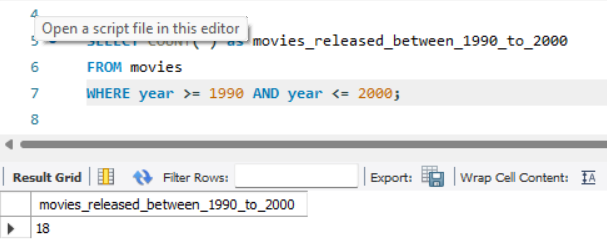 4
Open a script file in this editor
5 as movies_released_between_1990_to_2000
6 FROM movies
7 WHERE year >= 1990 AND year <= 2000;
8
Result Grid Filter Rows: Export: Wrap Cell Content:
movies_released_between_1990_to_2000
18